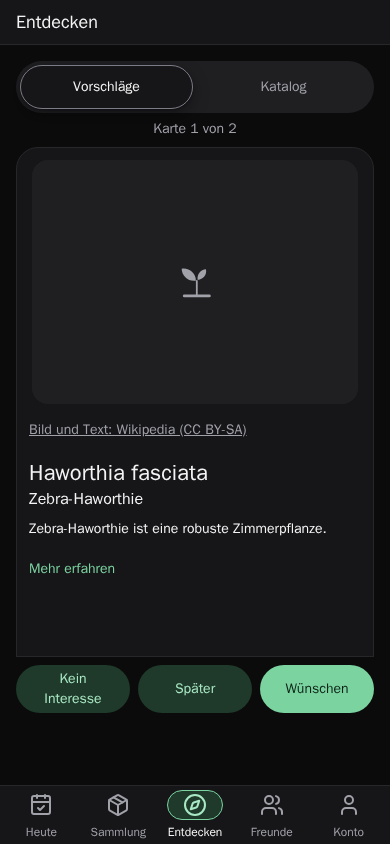 Entdecken
Vorschläge
Katalog
Karte 1 von 2
Bild und Text: Wikipedia (CC BY-SA)
Haworthia fasciata
Zebra-Haworthie
Zebra-Haworthie ist eine robuste Zimmerpflanze.
Mehr erfahren
Kein
Interesse
Später
Wünschen
Heute
Sammlung
Entdecken
Freunde
Konto